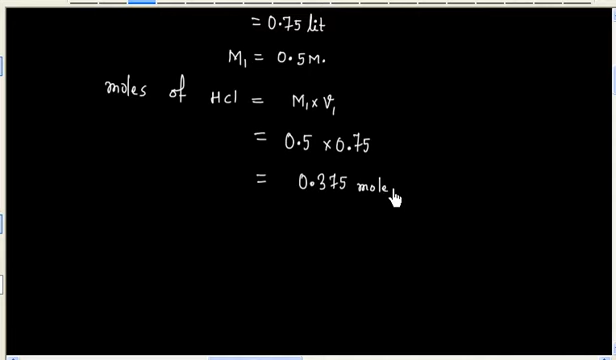 = 0.75 lit
M₁ = 0.5 M.
moles of HCl = M₁ × V₁
= 0.5 × 0.75
= 0.375 mole